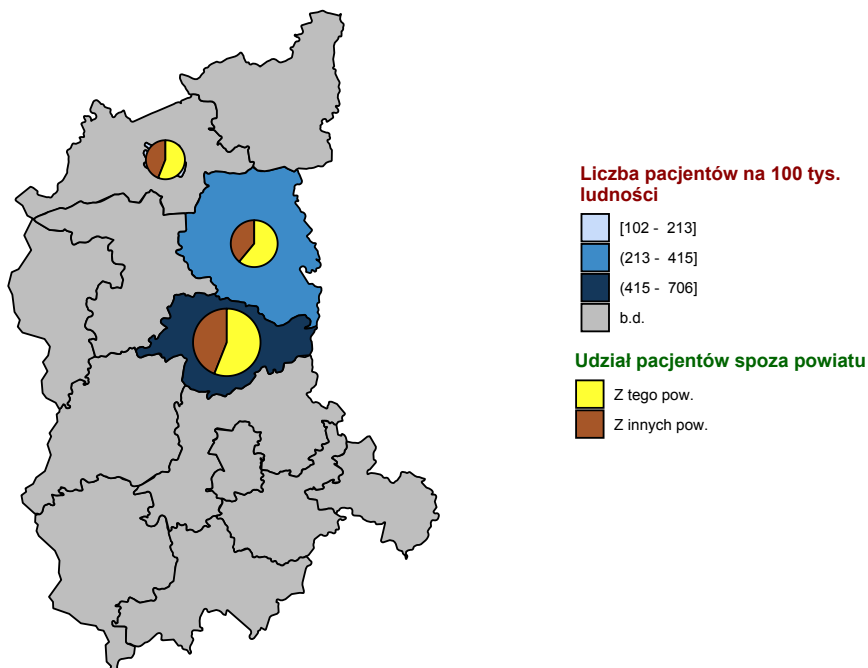 Liczba pacjentów na 100 tys.
ludności
[102 - 213]
(213 - 415]
(415 - 706]
b.d.
Udział pacjentów spoza powiatu
Z tego pow.
Z innych pow.